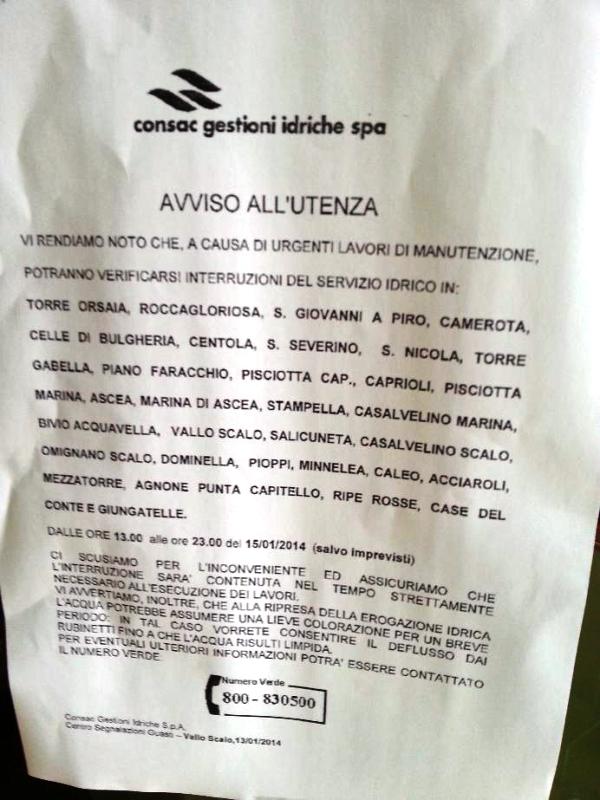 consac gestioni idriche spa
AVVISO ALL'UTENZA
VI RENDIAMO NOTO CHE, A CAUSA DI URGENTI LAVORI DI MANUTENZIONE,
POTRANNO VERIFICARSI INTERRUZIONI DEL SERVIZIO IDRICO IN:
TORRE ORSAIA, ROCCAGLORIOSA, S. GIOVANNI A PIRO, CAMEROTA,
CELLE DI BULGHERIA, CENTOLA, S. SEVERINO, S. NICOLA, TORRE
GABELLA, PIANO FARACCHIO, PISCIOTTA CAP., CAPRIOLI, PISCIOTTA
MARINA, ASCEA, MARINA DI ASCEA, STAMPELLA, CASALVELINO MARINA,
BIVIO ACQUAVELLA, VALLO SCALO, SALICUNETA, CASALVELINO SCALO,
OMIGNANO SCALO, DOMINELLA, PIOPPI, MINNELEA, CALEO, ACCIAROLI,
MEZZATORRE, AGNONE PUNTA CAPITELLO, RIPE ROSSE, CASE DEL
CONTE E GIUNGATELLE.
DALLE ORE 13.00 alle ore 23.00 del 15/01/2014 (salvo imprevisti)
CI SCUSIAMO PER L'INCONVENIENTE ED ASSICURIAMO CHE
L'INTERRUZIONE SARA' CONTENUTA NEL TEMPO STRETTAMENTE
NECESSARIO ALL'ESECUZIONE DEI LAVORI.
VI AVVERTIAMO, INOLTRE, CHE ALLA RIPRESA DELLA EROGAZIONE IDRICA
L'ACQUA POTREBBE ASSUMERE UNA LIEVE COLORAZIONE PER UN BREVE
PERIODO: IN TAL CASO VORRETE CONSENTIRE IL DEFLUSSO DAI
RUBINETTI FINO A CHE L'ACQUA RISULTI LIMPIDA.
PER EVENTUALI ULTERIORI INFORMAZIONI POTRA' ESSERE CONTATTATO
IL NUMERO VERDE
Numero Verde
800 - 830500
Consac Gestioni Idriche S.p.A.
Centro Segnalazioni Guasti – Vallo Scalo,13/01/2014